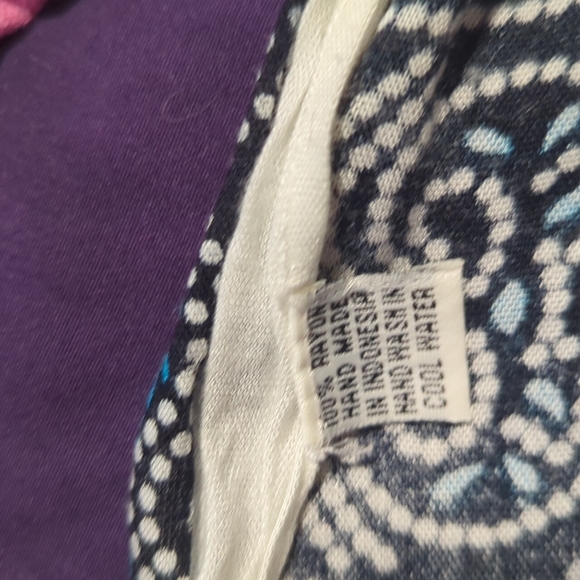 100% RAYON
HAND MADE
IN INDONESIA
HAND WASH IN
COOL WATER